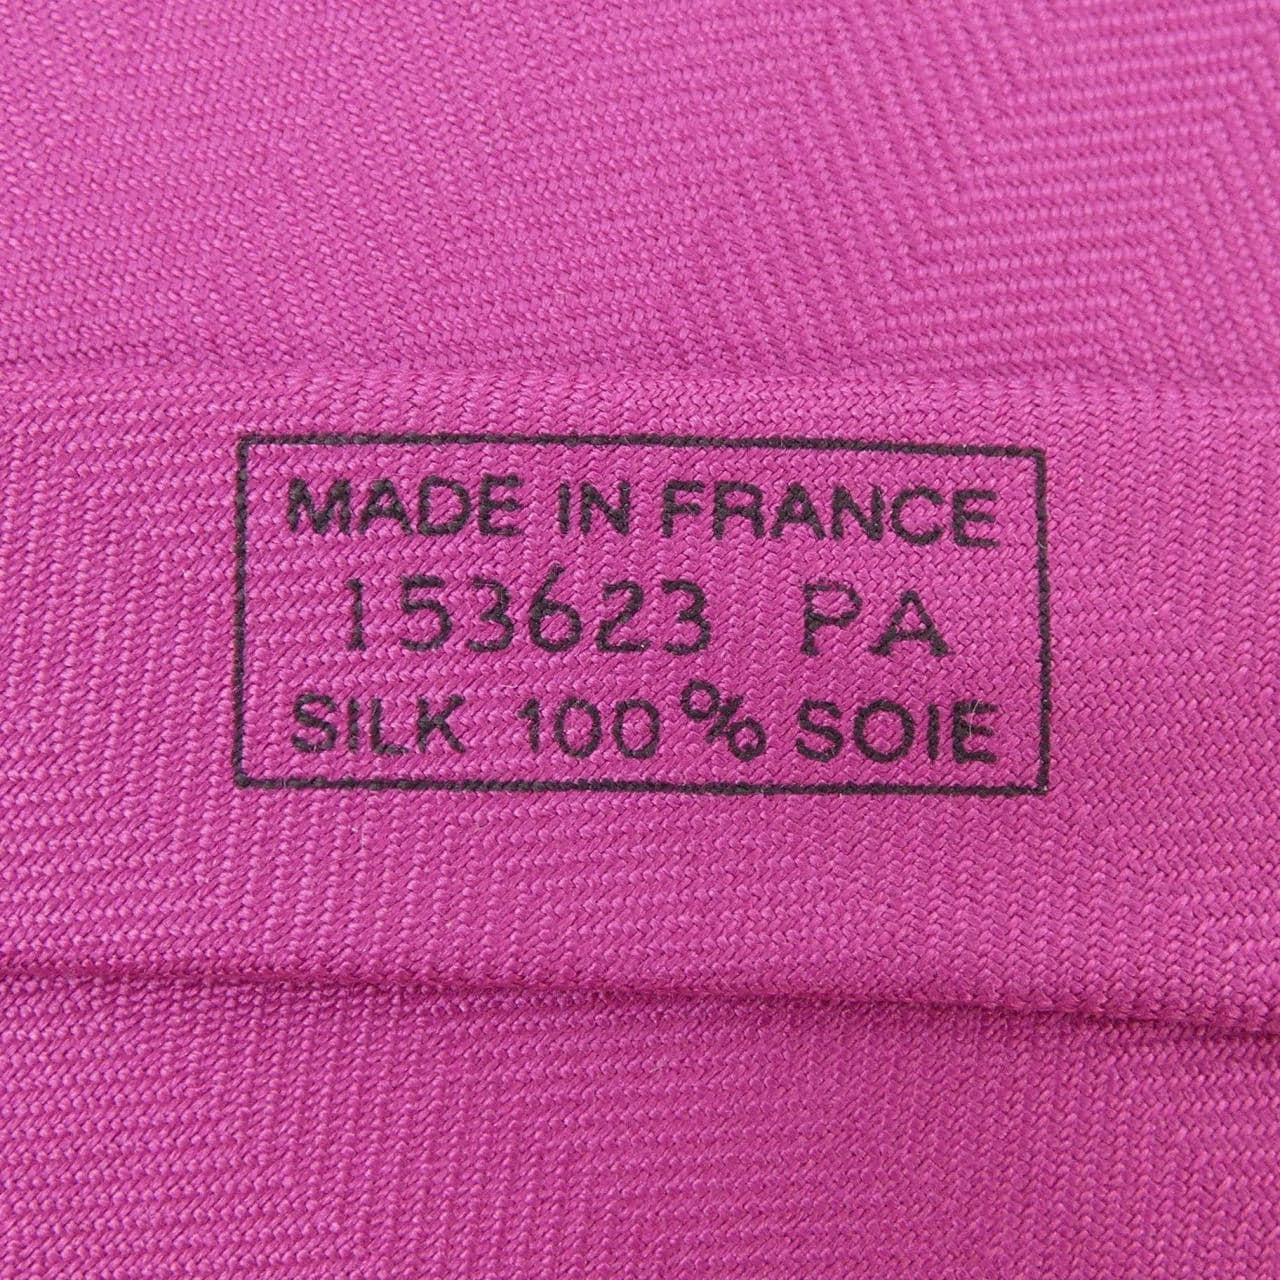 MADE IN FRANCE
153623 PA
SILK 100% SOIE